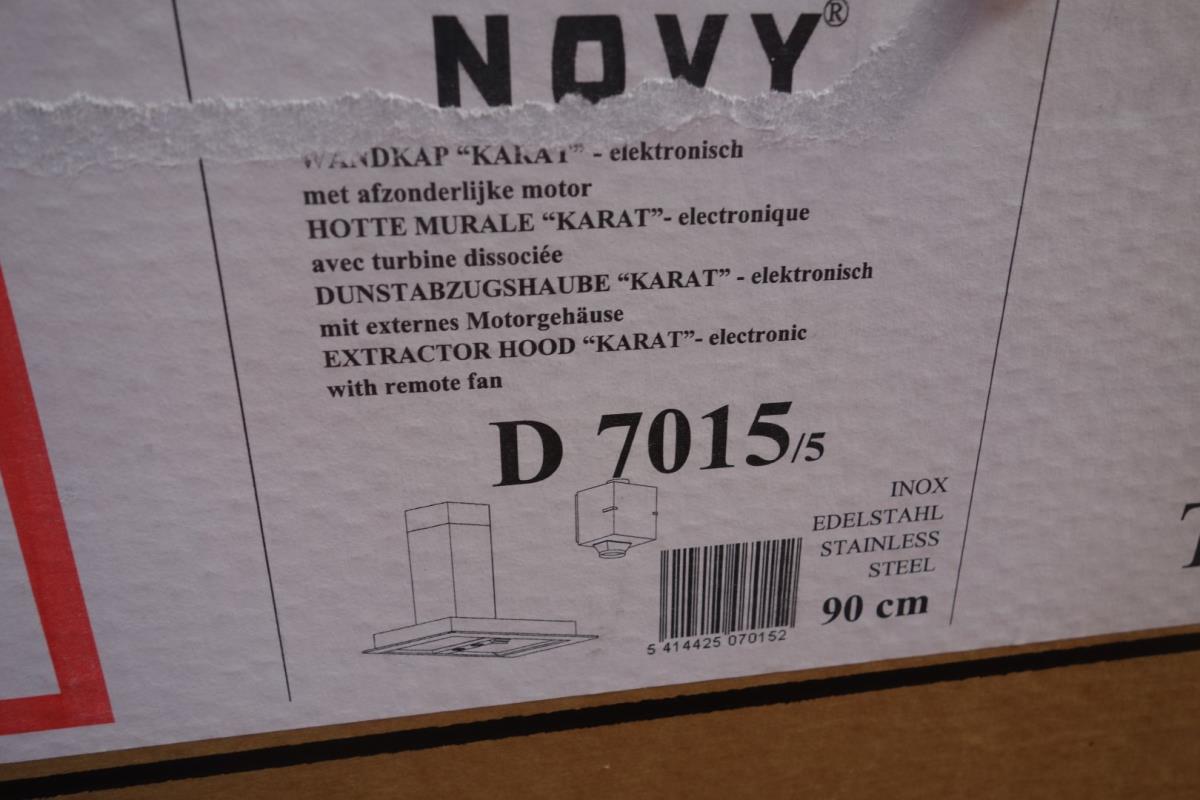 NOVY®
WANDKAP “KARAT” - elektronisch
met afzonderlijke motor
HOTTE MURALE “KARAT”- electronique
avec turbine dissociée
DUNSTABZUGSHAUBE “KARAT” - elektronisch
mit externes Motorgehäuse
EXTRACTOR HOOD “KARAT”- electronic
with remote fan
D 7015/5
INOX
EDELSTAHL
STAINLESS
STEEL
90 cm
5 414425 070152